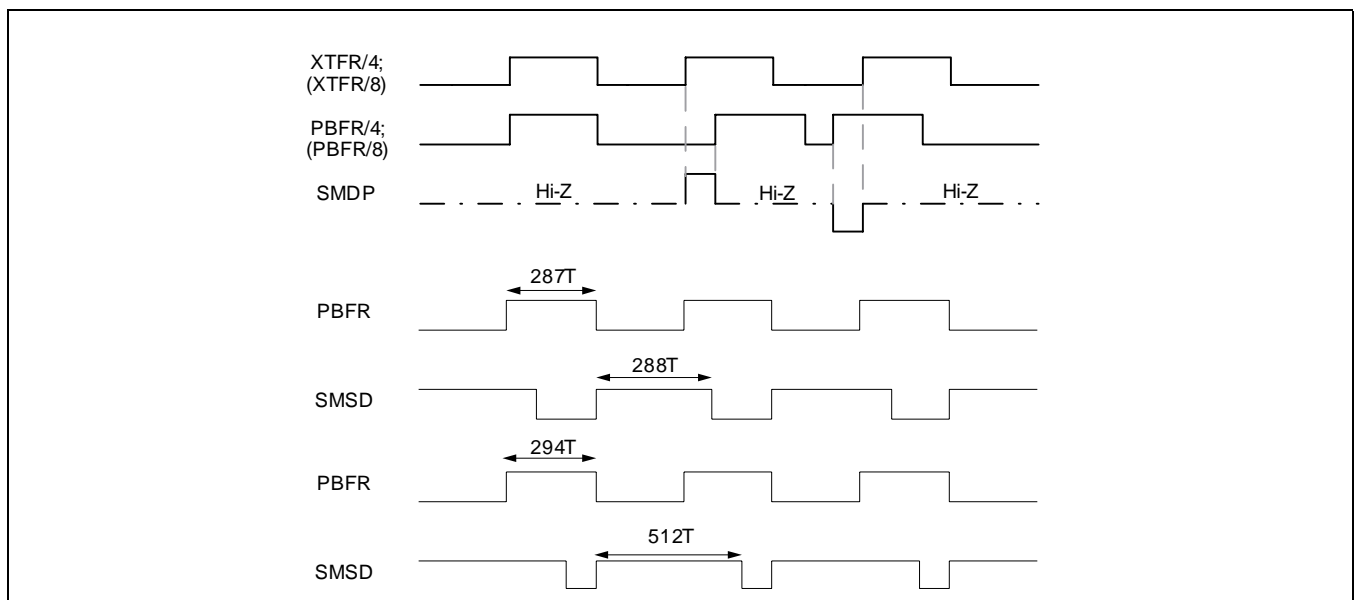 XTFR/4;
(XTFR/8)
PBFR/4;
(PBFR/8)
SMDP
Hi-Z
Hi-Z
Hi-Z
287T
PBFR
288T
SMSD
294T
PBFR
512T
SMSD